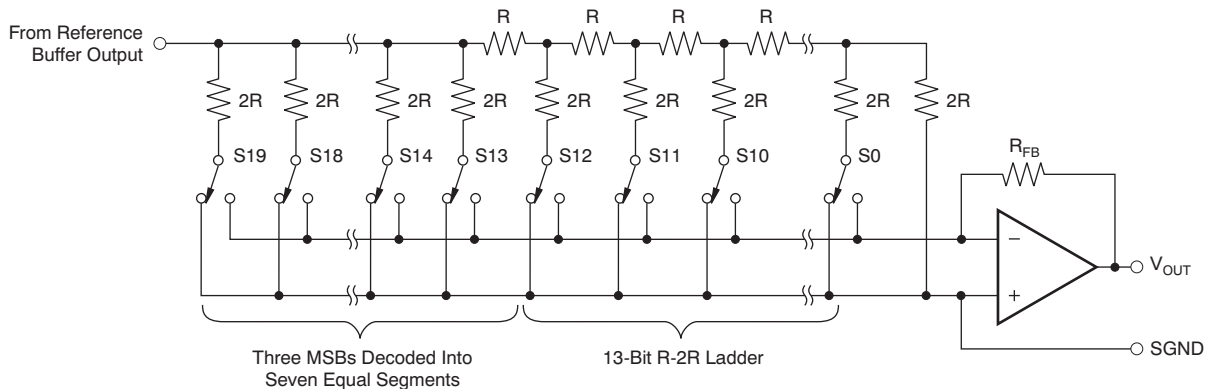 R R R R
From Reference
Buffer Output
2R 2R 2R 2R 2R 2R 2R 2R 2R
S19 S18 S14 S13 S12 S11 S10 S0
RFB
−
+
VOUT
SGND
Three MSBs Decoded Into
Seven Equal Segments
13-Bit R-2R Ladder